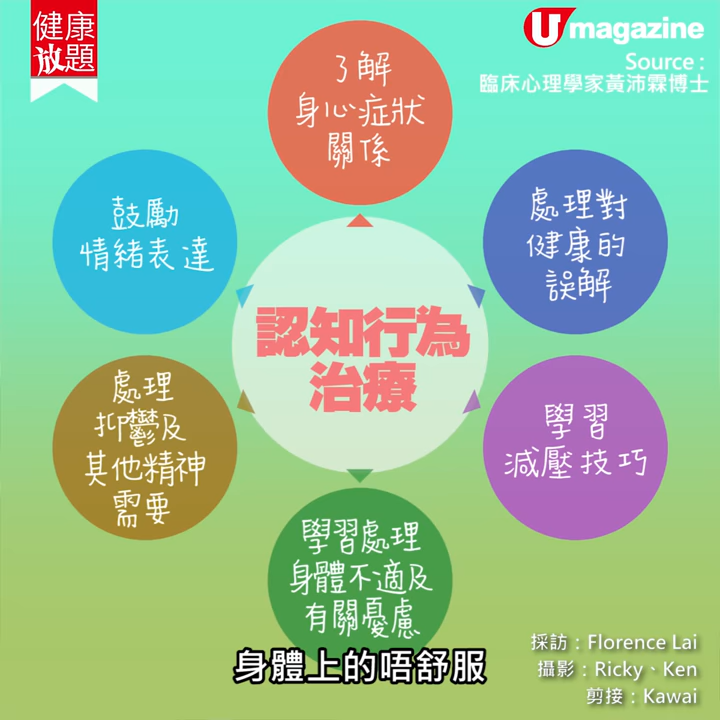 健康
放題
U magazine
Source :
臨床心理學家黃沛霖博士
了解
身心症狀
關係
鼓勵
情緒表達
處理對
健康的
誤解
認知行為
治療
處理
抑鬱及
其他精神
需要
學習
減壓技巧
學習處理
身體不適及
有關憂慮
身體上的唔舒服
採訪：Florence Lai
攝影：Ricky、Ken
剪接：Kawai